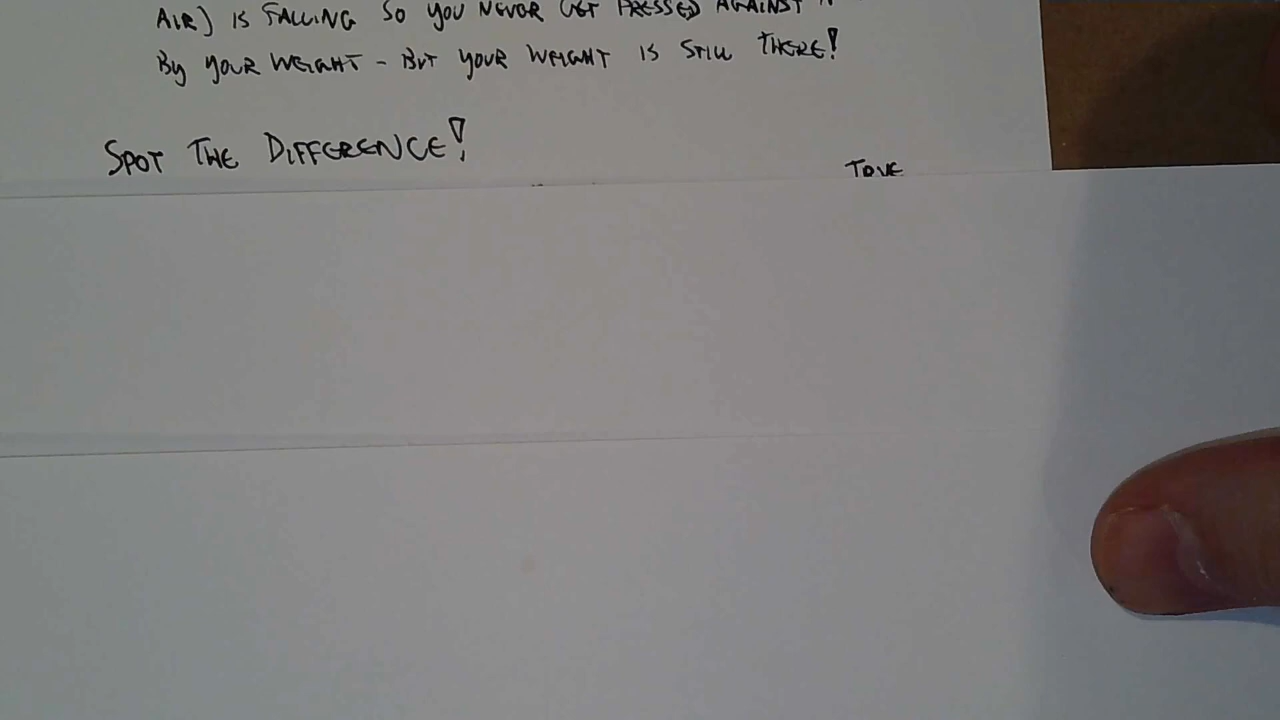 AIR) IS FALLING SO YOU NEVER GET PRESSED AGAINST
BY YOUR WEIGHT - BUT YOUR WEIGHT IS STILL THERE!
SPOT THE DIFFERENCE!